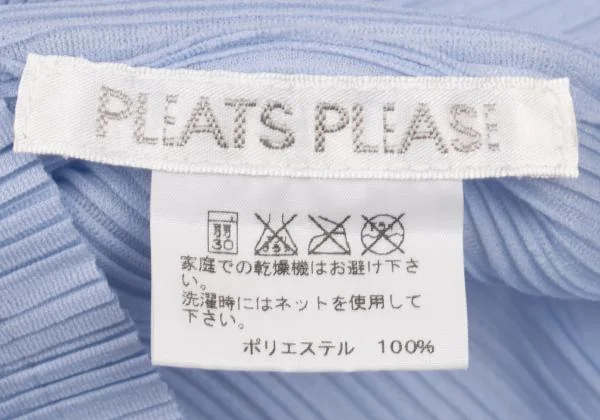 PLEATS PLEASE
30
家庭での乾燥機はお避け下さ
い。
洗濯時にはネットを使用して
下さい。
ポリエステル 100%